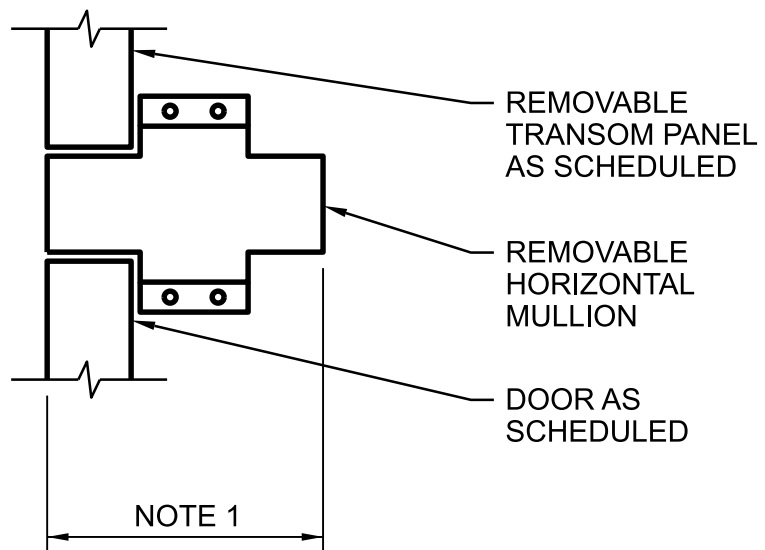 REMOVABLE
TRANSOM PANEL
AS SCHEDULED
REMOVABLE
HORIZONTAL
MULLION
DOOR AS
SCHEDULED
NOTE 1